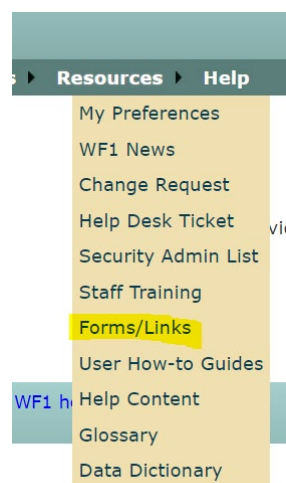 s Resources Help
My Preferences
WF1 News
Change Request
Help Desk Ticket
vi
Security Admin List
Staff Training
Forms/Links
User How-to Guides
WF1 h Help Content
Glossary
Data Dictionary